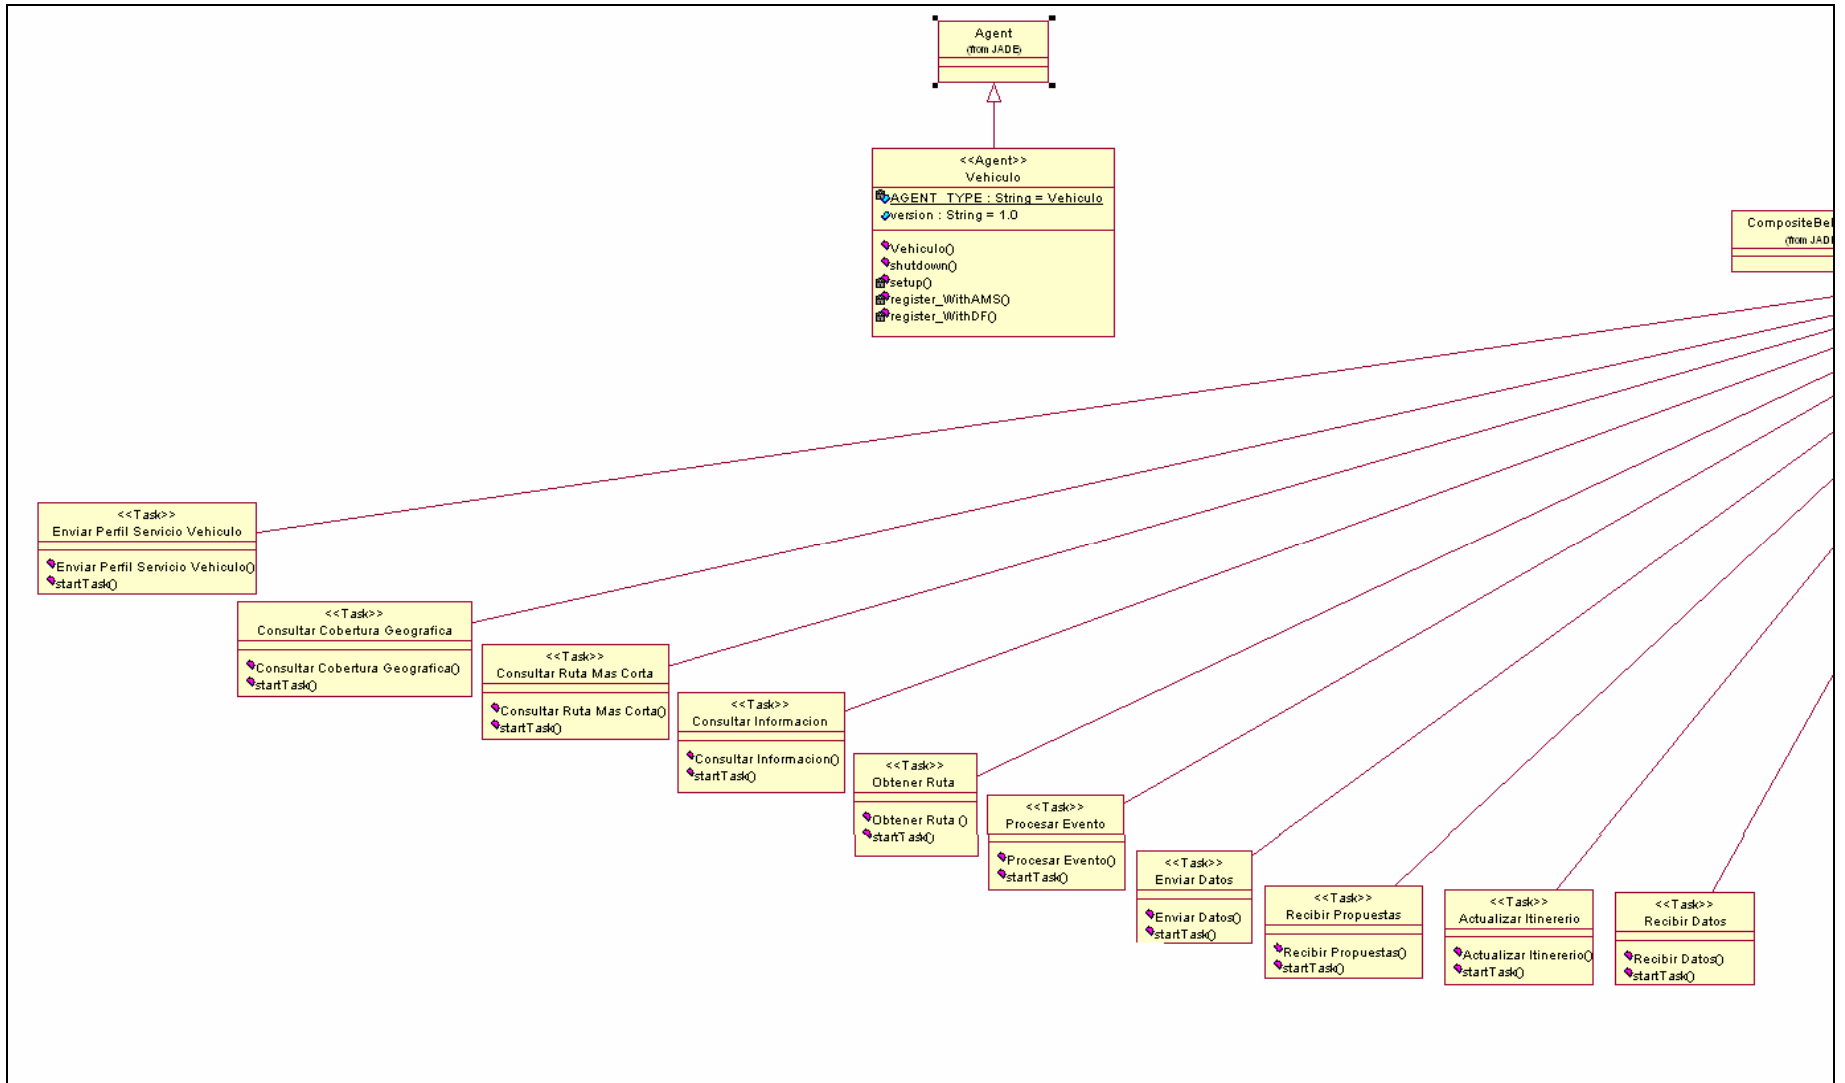 Agent
(from JADE)
<<Agent>>
Vehiculo
AGENT_TYPE : String = Vehiculo
version : String = 1.0
Vehiculo()
shutdown()
setup()
register_WithAMS()
register_WithDF()
CompositeBe
(from JADE
<<Task>>
Enviar Perfil Servicio Vehiculo
Enviar Perfil Servicio Vehiculo()
startTask()
<<Task>>
Consultar Cobertura Geografica
Consultar Cobertura Geografica()
startTask()
<<Task>>
Consultar Ruta Mas Corta
Consultar Ruta Mas Corta()
startTask()
<<Task>>
Consultar Informacion
Consultar Informacion()
startTask()
<<Task>>
Obtener Ruta
Obtener Ruta ()
startTask()
<<Task>>
Procesar Evento
Procesar Evento()
startTask()
<<Task>>
Enviar Datos
Enviar Datos()
startTask()
<<Task>>
Recibir Propuestas
Recibir Propuestas()
startTask()
<<Task>>
Actualizar Itinererio
Actualizar Itinererio()
startTask()
<<Task>>
Recibir Datos
Recibir Datos()
startTask()